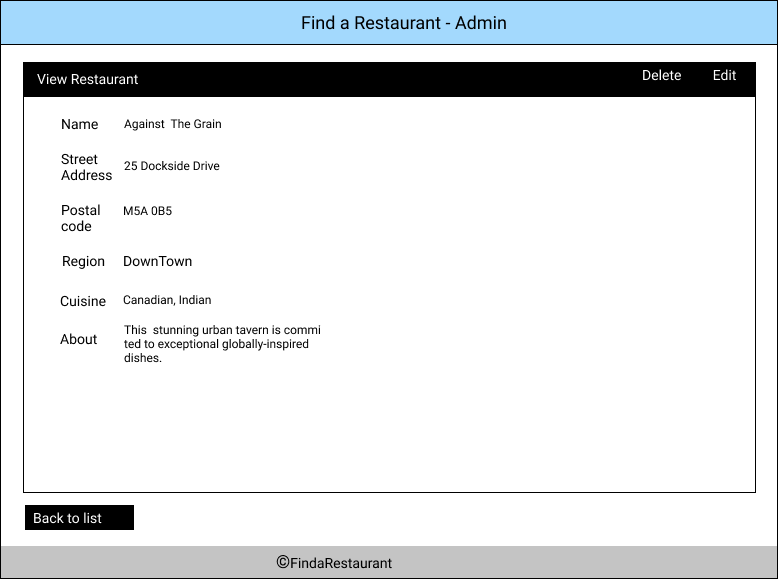 Find a Restaurant - Admin
View Restaurant
Delete
Edit
Name
Against  The Grain
Street
Address
25 Dockside Drive
Postal
code
M5A 0B5
Region
DownTown
Cuisine
Canadian, Indian
About
This  stunning urban tavern is commi
ted to exceptional globally-inspired
dishes.
Back to list
©FindaRestaurant